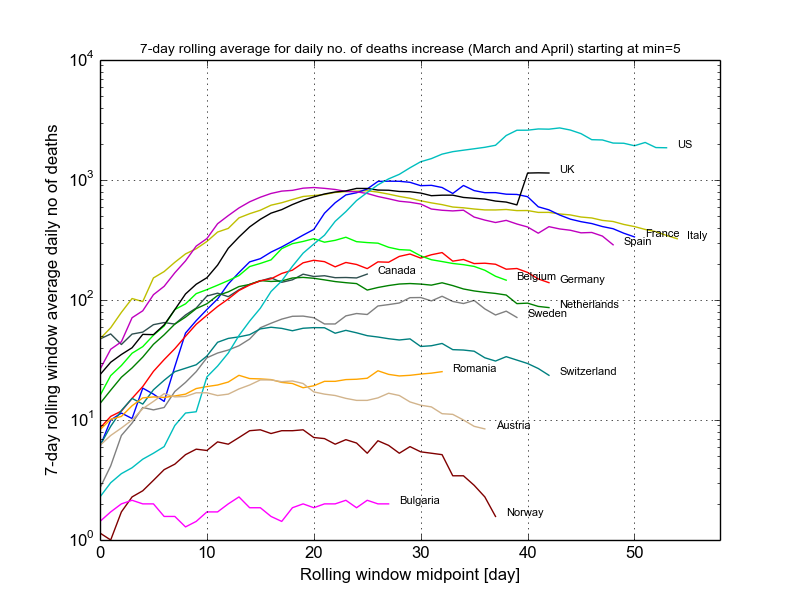 7-day rolling average for daily no. of deaths increase (March and April) starting at min=5
7-day rolling window average daily no of deaths
10^4
10^3
10^2
10^1
10^0
US
UK
France
Italy
Spain
Canada
Belgium
Germany
Netherlands
Sweden
Romania
Switzerland
Austria
Bulgaria
Norway
0
10
20
30
40
50
Rolling window midpoint [day]